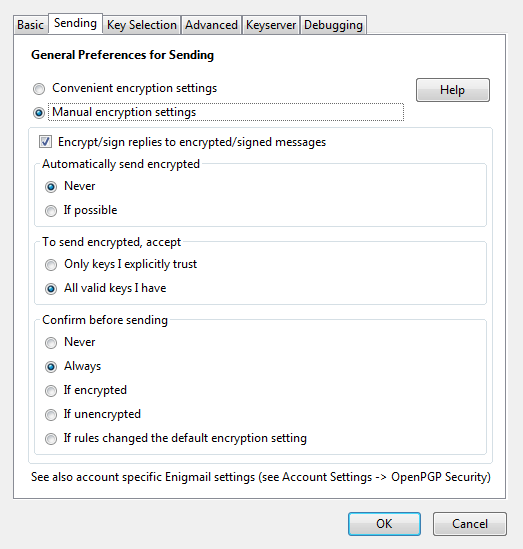 Basic Sending Key Selection Advanced Keyserver Debugging
General Preferences for Sending
Convenient encryption settings
Help
Manual encryption settings
Encrypt/sign replies to encrypted/signed messages
Automatically send encrypted
Never
If possible
To send encrypted, accept
Only keys I explicitly trust
All valid keys I have
Confirm before sending
Never
Always
If encrypted
If unencrypted
If rules changed the default encryption setting
See also account specific Enigmail settings (see Account Settings -> OpenPGP Security)
OK Cancel